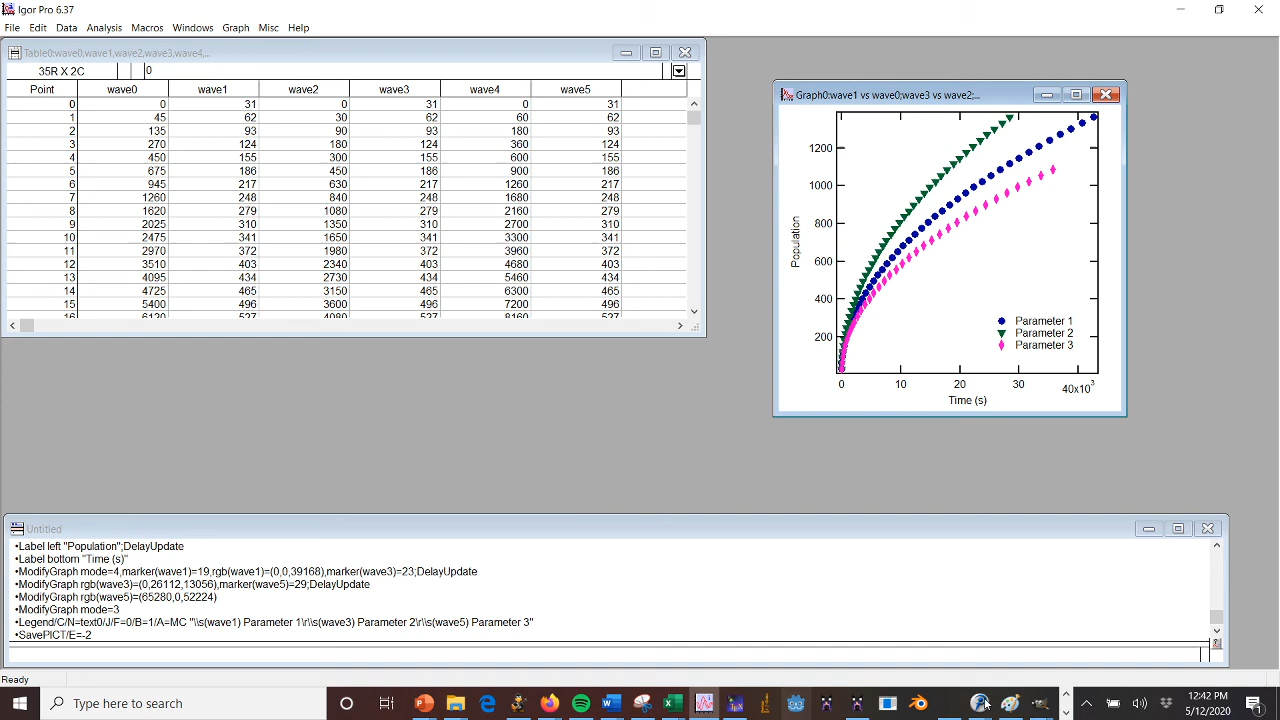 Igor Pro 6.37
File Edit Data Analysis Macros Windows Graph Misc Help
Table0:wave0,wave1,wave2,wave3,wave4,...
35R X 2C 0
Point wave0 wave1 wave2 wave3 wave4 wave5
0 0 31 0 31 0 31
1 45 62 30 62 60 62
2 135 93 90 93 180 93
3 270 124 180 124 360 124
4 450 155 300 155 600 155
5 675 186 450 186 900 186
6 945 217 630 217 1260 217
7 1260 248 840 248 1680 248
8 1620 279 1080 279 2160 279
9 2025 310 1350 310 2700 310
10 2475 341 1650 341 3300 341
11 2970 372 1980 372 3960 372
12 3510 403 2340 403 4680 403
13 4095 434 2730 434 5460 434
14 4725 465 3150 465 6300 465
15 5400 496 3600 496 7200 496
16 6120 527 4080 527 8160 527
Graph0:wave1 vs wave0;wave3 vs wave2;...
1200
1000
800
600
400
200
Population
Parameter 1
Parameter 2
Parameter 3
0 10 20 30 40x10³
Time (s)
Untitled
•Label left "Population";DelayUpdate
•Label bottom "Time (s)"
•ModifyGraph mode=4,marker(wave1)=19,rgb(wave1)=(0,0,39168),marker(wave3)=23;DelayUpdate
•ModifyGraph rgb(wave3)=(0,26112,13056),marker(wave5)=29;DelayUpdate
•ModifyGraph rgb(wave5)=(65280,0,52224)
•ModifyGraph mode=3
•Legend/C/N=text0/J/F=0/B=1/A=MC "\\s(wave1) Parameter 1\r\\s(wave3) Parameter 2\r\\s(wave5) Parameter 3"
•SavePICT/E=-2
Ready
Type here to search
12:42 PM
5/12/2020